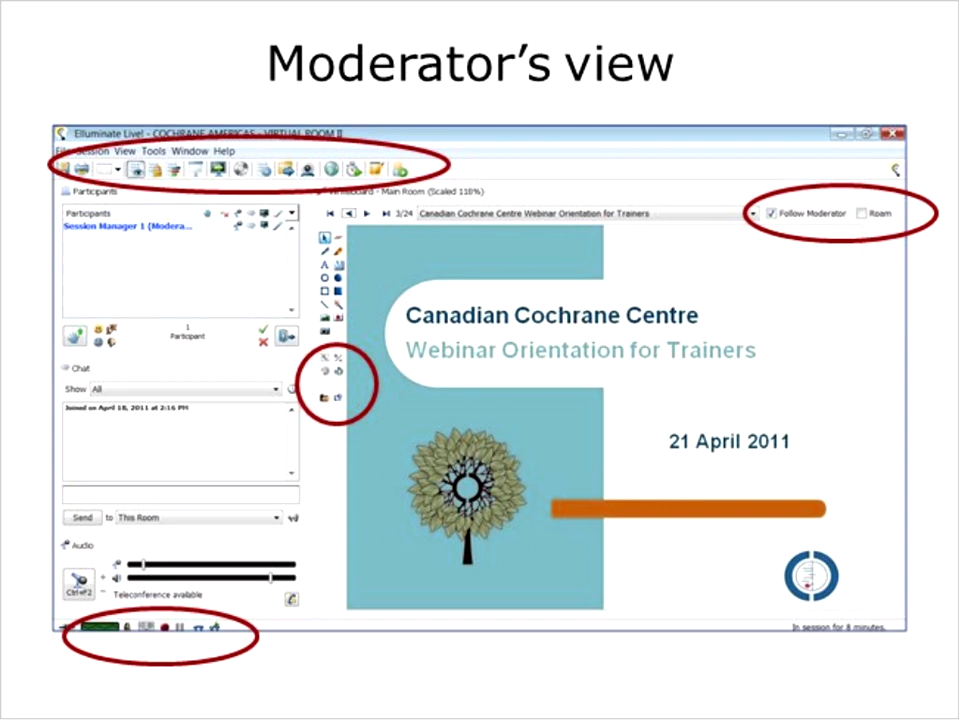 Moderator's view
Elluminate Live! - COCHRANE AMERICAS - VIRTUAL ROOM II
File Session View Tools Window Help
Participants
Whiteboard - Main Room (Scaled 118%)
Participants
3/24 Canadian Cochrane Centre Webinar Orientation for Trainers
Follow Moderator Roam
Session Manager 1 (Modera...
1
Participant
Chat
Show All
Joined on April 18, 2011 at 2:16 PM
Send to This Room
Audio
Ctrl+F2
Teleconference available
Canadian Cochrane Centre
Webinar Orientation for Trainers
21 April 2011
In session for 8 minutes.